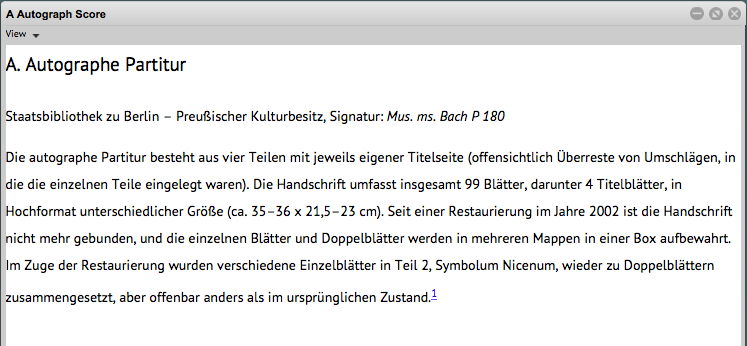 A Autograph Score
View
A. Autographe Partitur
Staatsbibliothek zu Berlin – Preußischer Kulturbesitz, Signatur: Mus. ms. Bach P 180
Die autographe Partitur besteht aus vier Teilen mit jeweils eigener Titelseite (offensichtlich Überreste von Umschlägen, in
die die einzelnen Teile eingelegt waren). Die Handschrift umfasst insgesamt 99 Blätter, darunter 4 Titelblätter, in
Hochformat unterschiedlicher Größe (ca. 35–36 x 21,5–23 cm). Seit einer Restaurierung im Jahre 2002 ist die Handschrift
nicht mehr gebunden, und die einzelnen Blätter und Doppelblätter werden in mehreren Mappen in einer Box aufbewahrt.
Im Zuge der Restaurierung wurden verschiedene Einzelblätter in Teil 2, Symbolum Nicenum, wieder zu Doppelblättern
zusammengesetzt, aber offenbar anders als im ursprünglichen Zustand.1